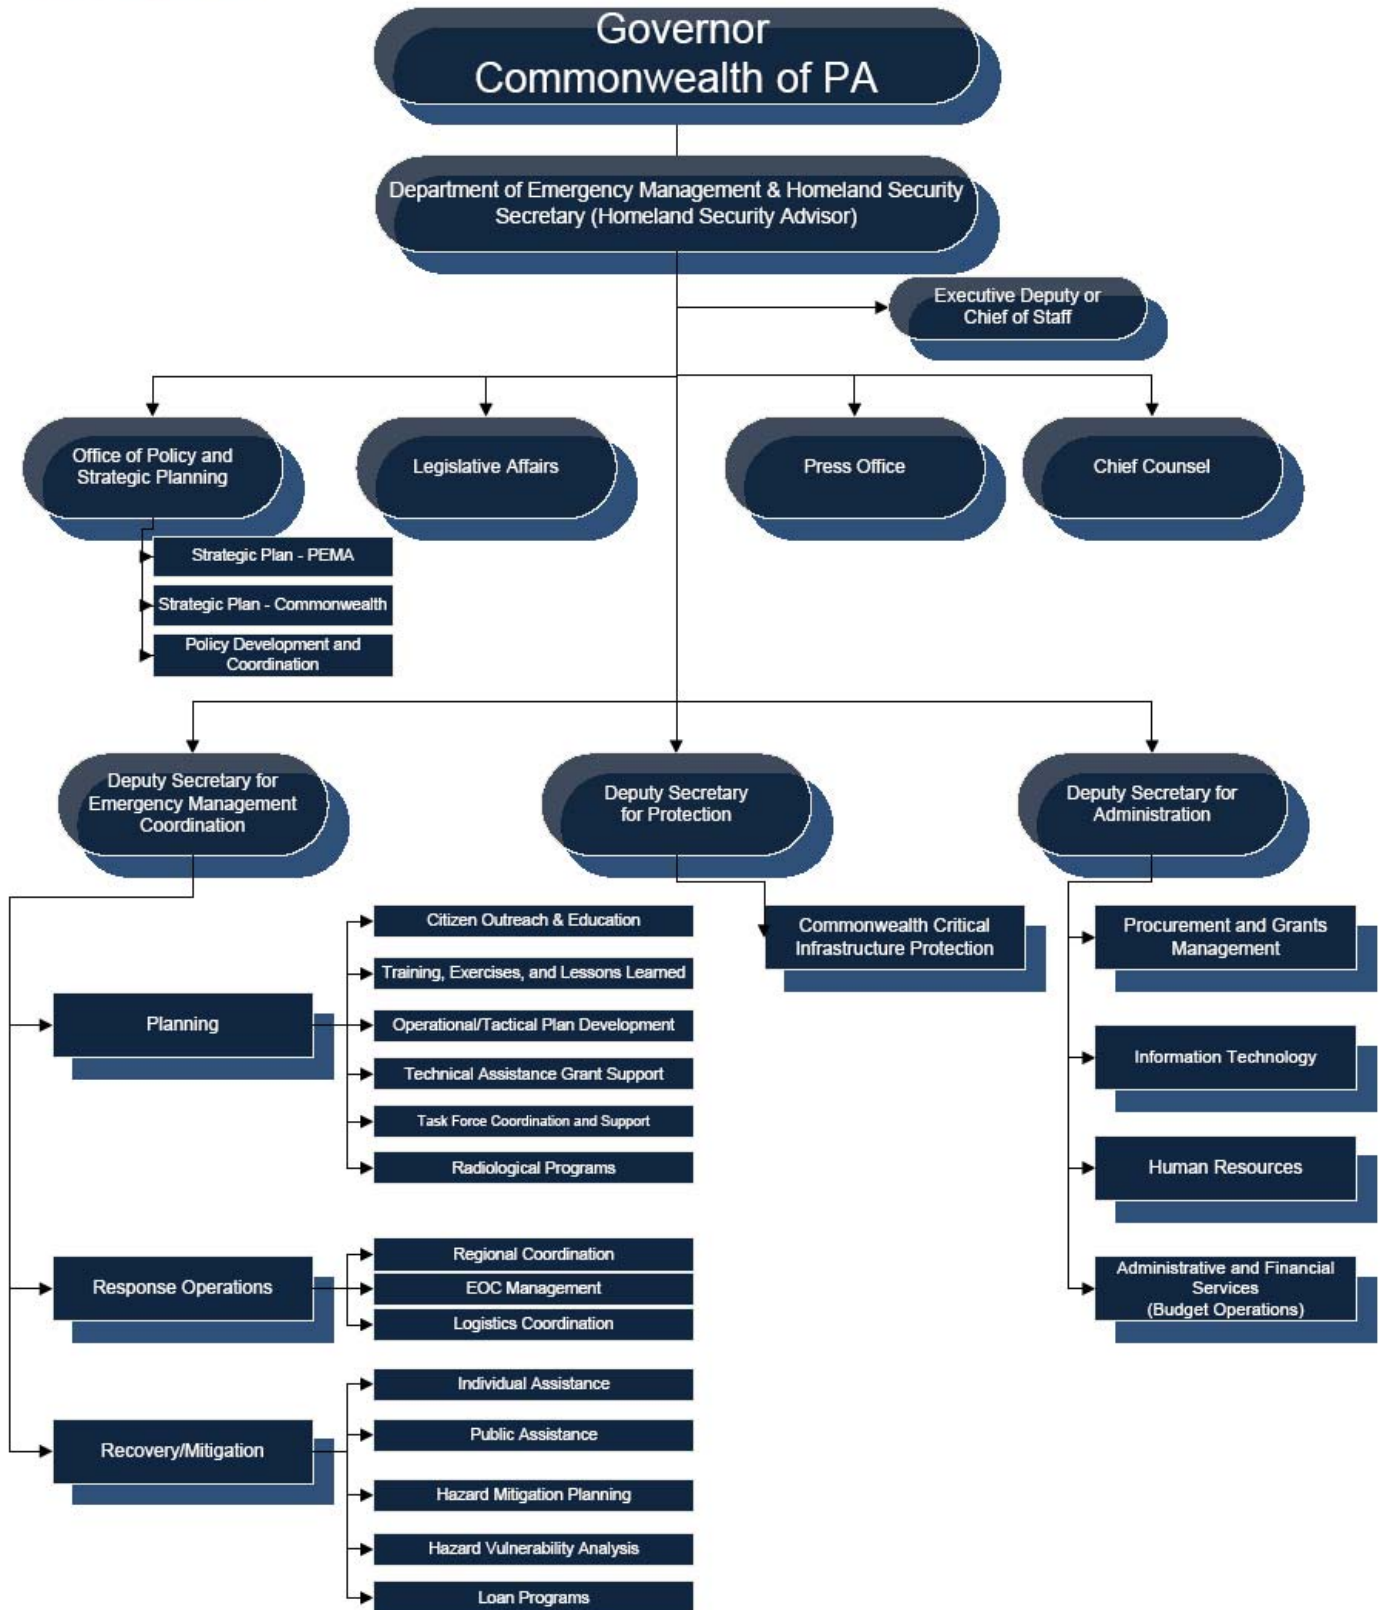 Governor
Commonwealth of PA
Department of Emergency Management & Homeland Security
Secretary (Homeland Security Advisor)
Executive Deputy or
Chief of Staff
Office of Policy and
Strategic Planning
Legislative Affairs
Press Office
Chief Counsel
Strategic Plan - PEMA
Strategic Plan - Commonwealth
Policy Development and
Coordination
Deputy Secretary for
Emergency Management
Coordination
Deputy Secretary
for Protection
Deputy Secretary for
Administration
Planning
Citizen Outreach & Education
Training, Exercises, and Lessons Learned
Operational/Tactical Plan Development
Technical Assistance Grant Support
Task Force Coordination and Support
Radiological Programs
Response Operations
Regional Coordination
EOC Management
Logistics Coordination
Recovery/Mitigation
Individual Assistance
Public Assistance
Hazard Mitigation Planning
Hazard Vulnerability Analysis
Loan Programs
Commonwealth Critical
Infrastructure Protection
Procurement and Grants
Management
Information Technology
Human Resources
Administrative and Financial
Services
(Budget Operations)